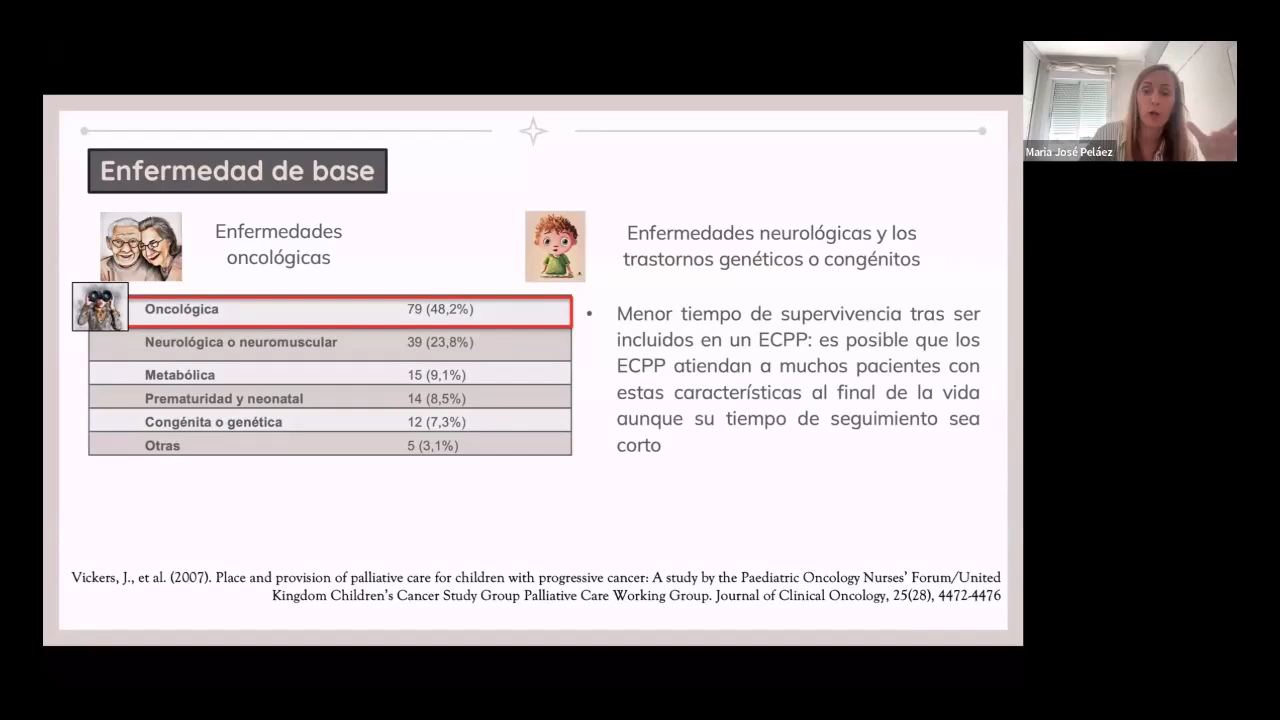 Maria José Peláez
Enfermedad de base
Enfermedades
oncológicas
Enfermedades neurológicas y los
trastornos genéticos o congénitos
Oncológica 79 (48,2%)
Neurológica o neuromuscular 39 (23,8%)
Metabólica 15 (9,1%)
Prematuridad y neonatal 14 (8,5%)
Congénita o genética 12 (7,3%)
Otras 5 (3,1%)
• Menor tiempo de supervivencia tras ser
incluidos en un ECPP: es posible que los
ECPP atiendan a muchos pacientes con
estas características al final de la vida
aunque su tiempo de seguimiento sea
corto
Vickers, J., et al. (2007). Place and provision of palliative care for children with progressive cancer: A study by the Paediatric Oncology Nurses' Forum/United
Kingdom Children's Cancer Study Group Palliative Care Working Group. Journal of Clinical Oncology, 25(28), 4472-4476